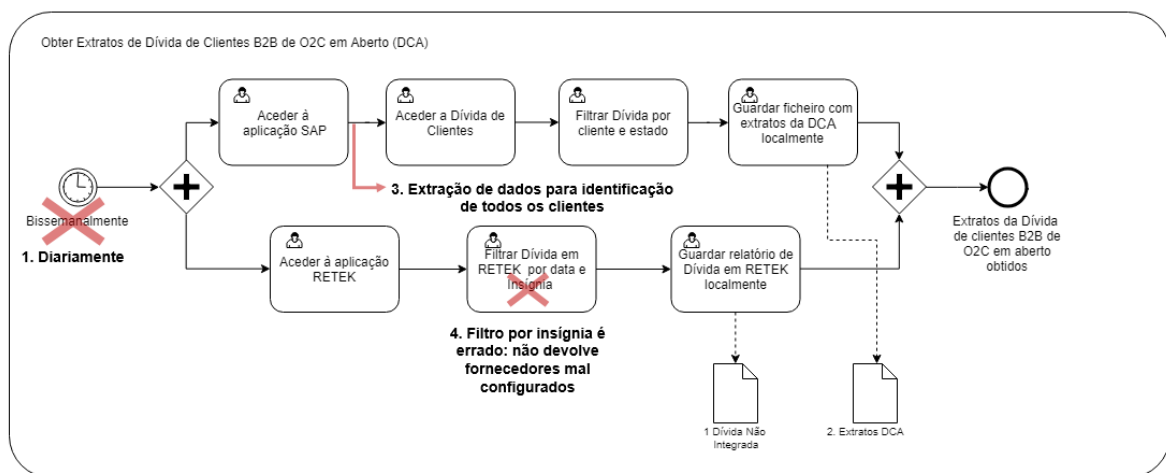 Obter Extratos de Dívida de Clientes B2B de O2C em Aberto (DCA)
Aceder à
aplicação SAP
Aceder a Dívida de
Clientes
Filtrar Dívida por
cliente e estado
Guardar ficheiro com
extratos da DCA
localmente
3. Extração de dados para identificação
de todos os clientes
Bissemanalmente
1. Diariamente
Extratos da Dívida
de clientes B2B de
O2C em aberto
obtidos
Aceder à aplicação
RETEK
Filtrar Dívida em
RETEK por data e
Insígnia
Guardar relatório de
Dívida em RETEK
localmente
4. Filtro por insígnia é
errado: não devolve
fornecedores mal
configurados
1 Dívida Não
Integrada
2. Extratos DCA